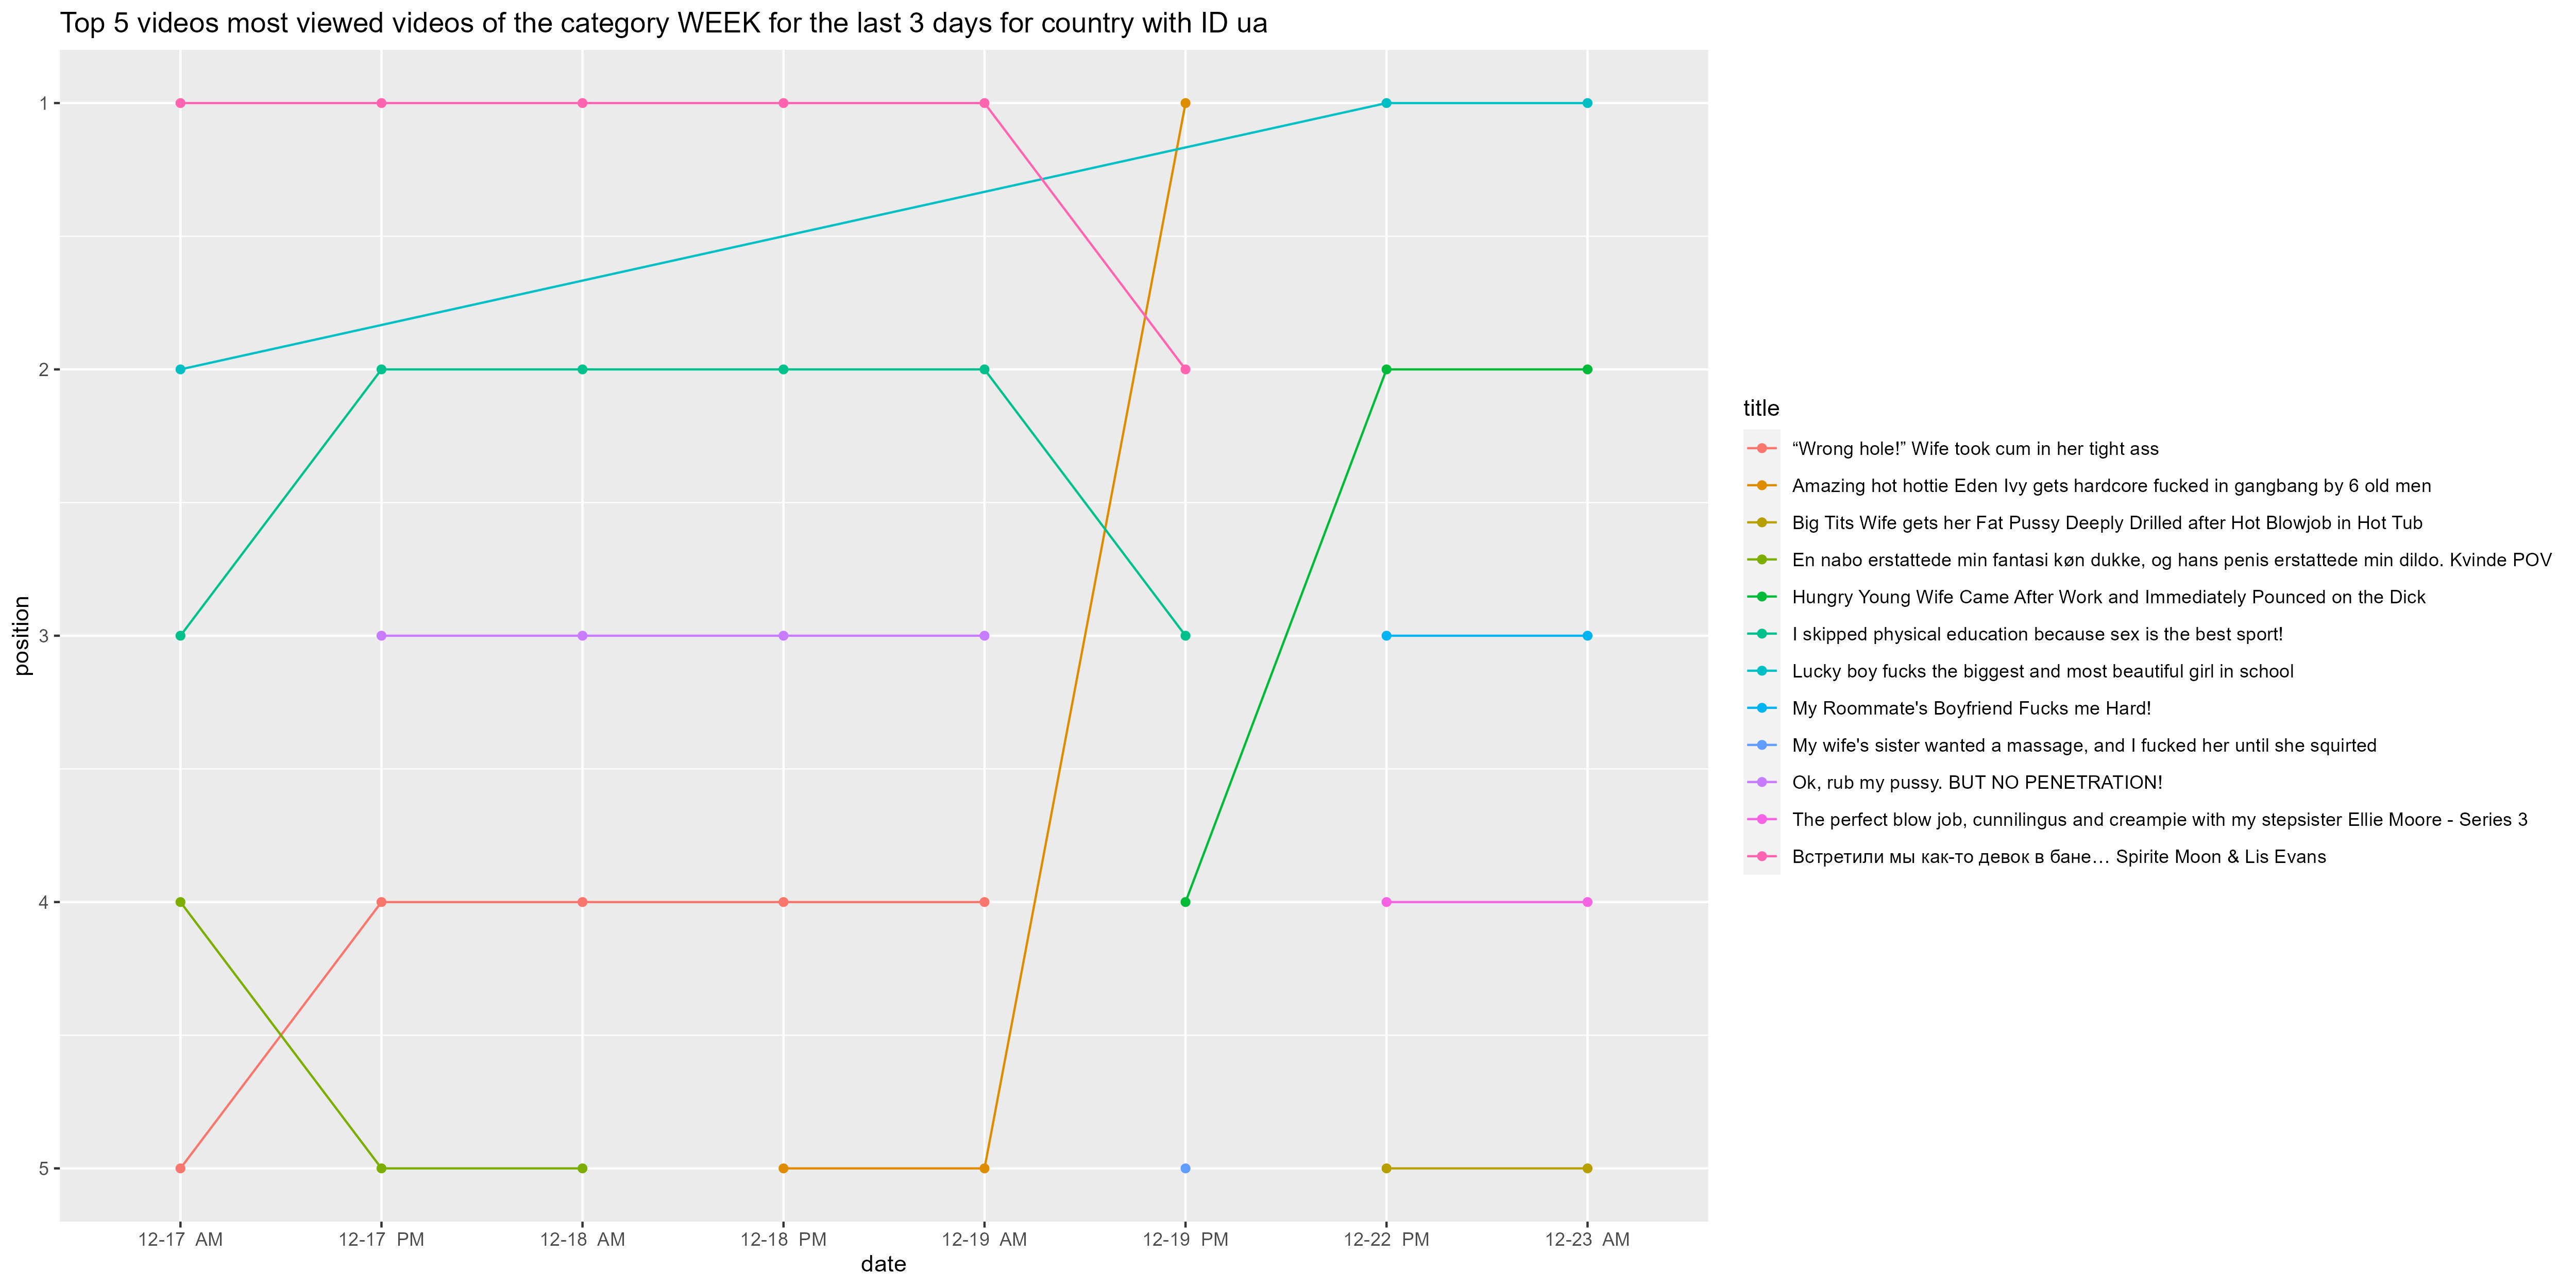 Top 5 videos most viewed videos of the category WEEK for the last 3 days for country with ID ua
position
1
2
3
4
5
12-17 AM
12-17 PM
12-18 AM
12-18 PM
12-19 AM
12-19 PM
12-22 PM
12-23 AM
date
title
“Wrong hole!” Wife took cum in her tight ass
Amazing hot hottie Eden Ivy gets hardcore fucked in gangbang by 6 old men
Big Tits Wife gets her Fat Pussy Deeply Drilled after Hot Blowjob in Hot Tub
En nabo erstattede min fantasi køn dukke, og hans penis erstattede min dildo. Kvinde POV
Hungry Young Wife Came After Work and Immediately Pounced on the Dick
I skipped physical education because sex is the best sport!
Lucky boy fucks the biggest and most beautiful girl in school
My Roommate's Boyfriend Fucks me Hard!
My wife's sister wanted a massage, and I fucked her until she squirted
Ok, rub my pussy. BUT NO PENETRATION!
The perfect blow job, cunnilingus and creampie with my stepsister Ellie Moore - Series 3
Встретили мы как-то девок в бане… Spirite Moon & Lis Evans